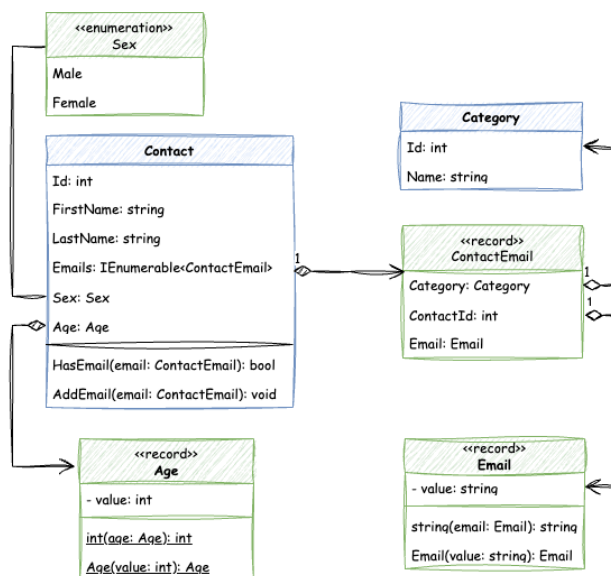 <<enumeration>>
Sex
Male
Female
Contact
Id: int
FirstName: string
LastName: string
Emails: IEnumerable<ContactEmail>
Sex: Sex
Age: Age
HasEmail(email: ContactEmail): bool
AddEmail(email: ContactEmail): void
1
<<record>>
Age
- value: int
int(age: Age): int
Age(value: int): Age
Category
Id: int
Name: string
<<record>>
ContactEmail
Category: Category
ContactId: int
Email: Email
1
1
<<record>>
Email
- value: string
string(email: Email): string
Email(value: string): Email